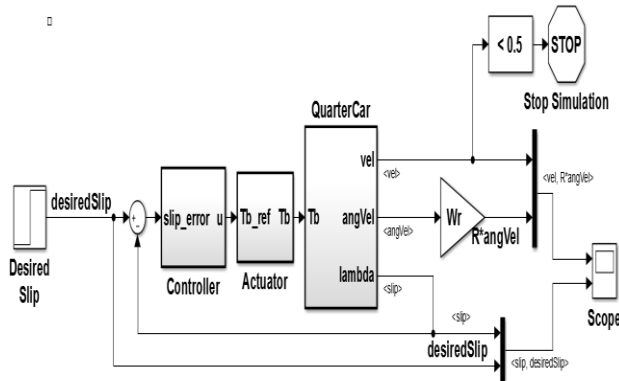 < 0.5
STOP
Stop Simulation
QuarterCar
vel
<vel>
<vel, R*angVel>
desiredSlip
+
-
slip_error u
Tb_ref Tb
Tb
angVel
<angVel>
Wr
R*angVel
Desired
Slip
Controller
Actuator
lambda
<slip>
Scope
<slip>
desiredSlip
<slip, desiredSlip>